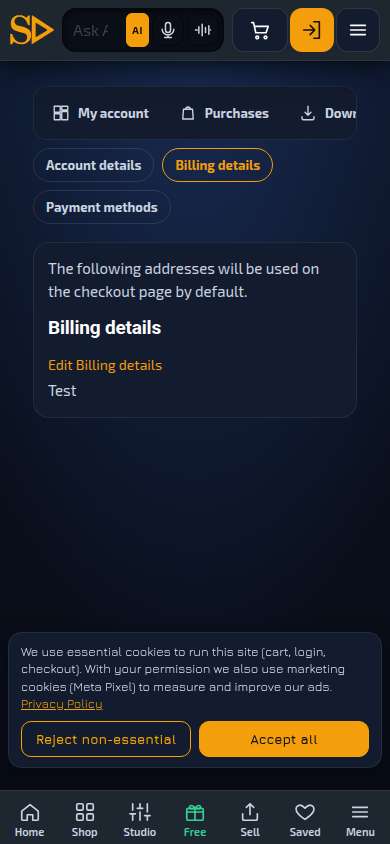 S
Ask A
AI
My account
Purchases
Down
Account details
Billing details
Payment methods
The following addresses will be used on
the checkout page by default.
Billing details
Edit Billing details
Test
We use essential cookies to run this site (cart, login,
checkout). With your permission we also use marketing
cookies (Meta Pixel) to measure and improve our ads.
Privacy Policy
Reject non-essential
Accept all
Home
Shop
Studio
Free
Sell
Saved
Menu